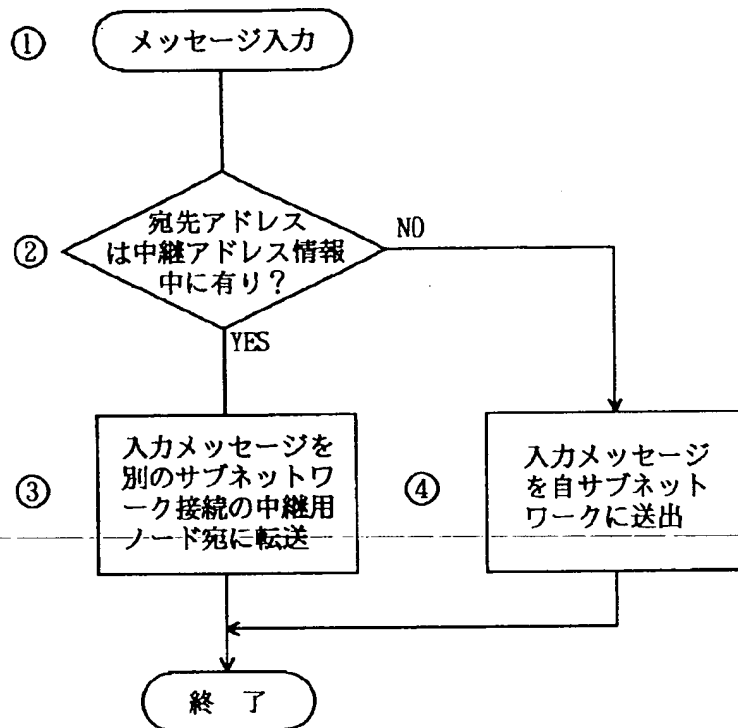 ①
メッセージ入力
②
宛先アドレス
は中継アドレス情報
中に有り？
NO
YES
③
入力メッセージを
別のサブネットワ
ーク接続の中継用
ノード宛に転送
④
入力メッセージ
を自サブネット
ワークに送出
終 了